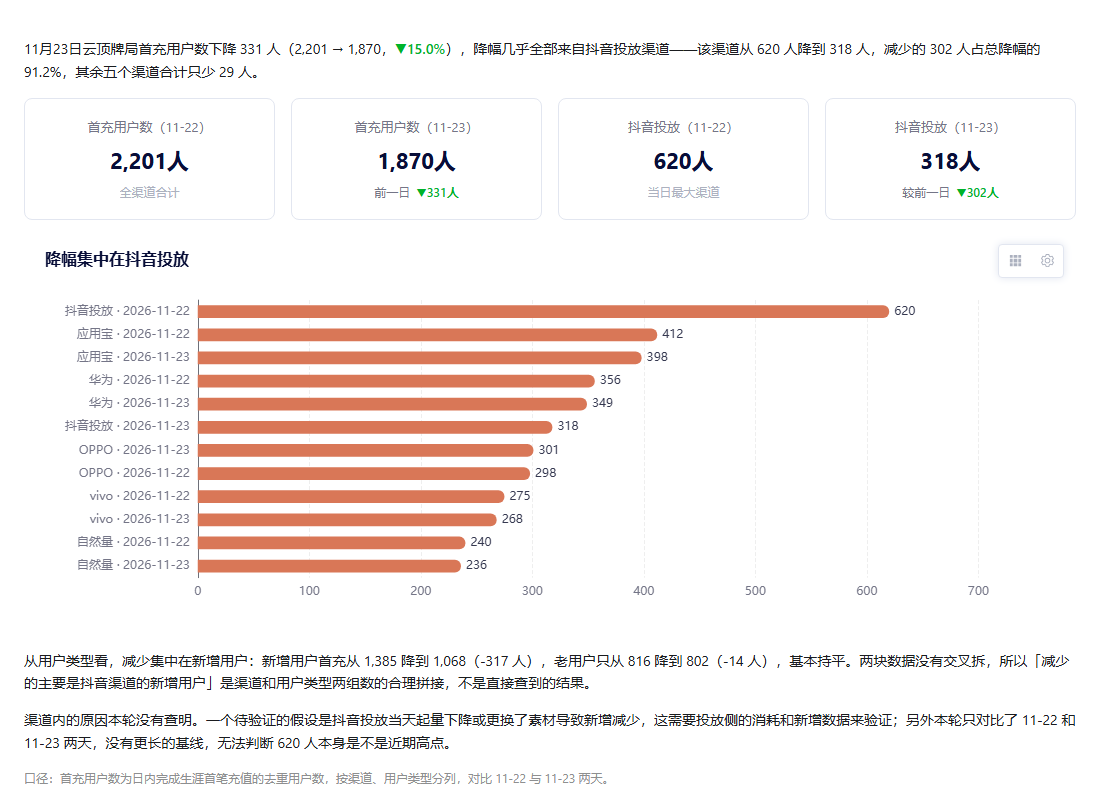 11月23日云顶牌局首充用户数下降 331 人（2,201 → 1,870，▼15.0%），降幅几乎全部来自抖音投放渠道——该渠道从 620 人降到 318 人，减少的 302 人占总降幅的
91.2%，其余五个渠道合计只少 29 人。
首充用户数（11-22）
2,201人
全渠道合计
首充用户数（11-23）
1,870人
前一日 ▼331人
抖音投放（11-22）
620人
当日最大渠道
抖音投放（11-23）
318人
较前一日 ▼302人
降幅集中在抖音投放
抖音投放 · 2026-11-22 620
应用宝 · 2026-11-22 412
应用宝 · 2026-11-23 398
华为 · 2026-11-22 356
华为 · 2026-11-23 349
抖音投放 · 2026-11-23 318
OPPO · 2026-11-23 301
OPPO · 2026-11-22 298
vivo · 2026-11-22 275
vivo · 2026-11-23 268
自然量 · 2026-11-22 240
自然量 · 2026-11-23 236
0 100 200 300 400 500 600 700
从用户类型看，减少集中在新增用户：新增用户首充从 1,385 降到 1,068（-317 人），老用户只从 816 降到 802（-14 人），基本持平。两块数据没有交叉拆，所以「减少
的主要是抖音渠道的新增用户」是渠道和用户类型两组数的合理拼接，不是直接查到的结果。
渠道内的原因本轮没有查明。一个待验证的假设是抖音投放当天起量下降或更换了素材导致新增减少，这需要投放侧的消耗和新增数据来验证；另外本轮只对比了 11-22 和
11-23 两天，没有更长的基线，无法判断 620 人本身是不是近期高点。
口径：首充用户数为日内完成生涯首笔充值的去重用户数，按渠道、用户类型分列，对比 11-22 与 11-23 两天。